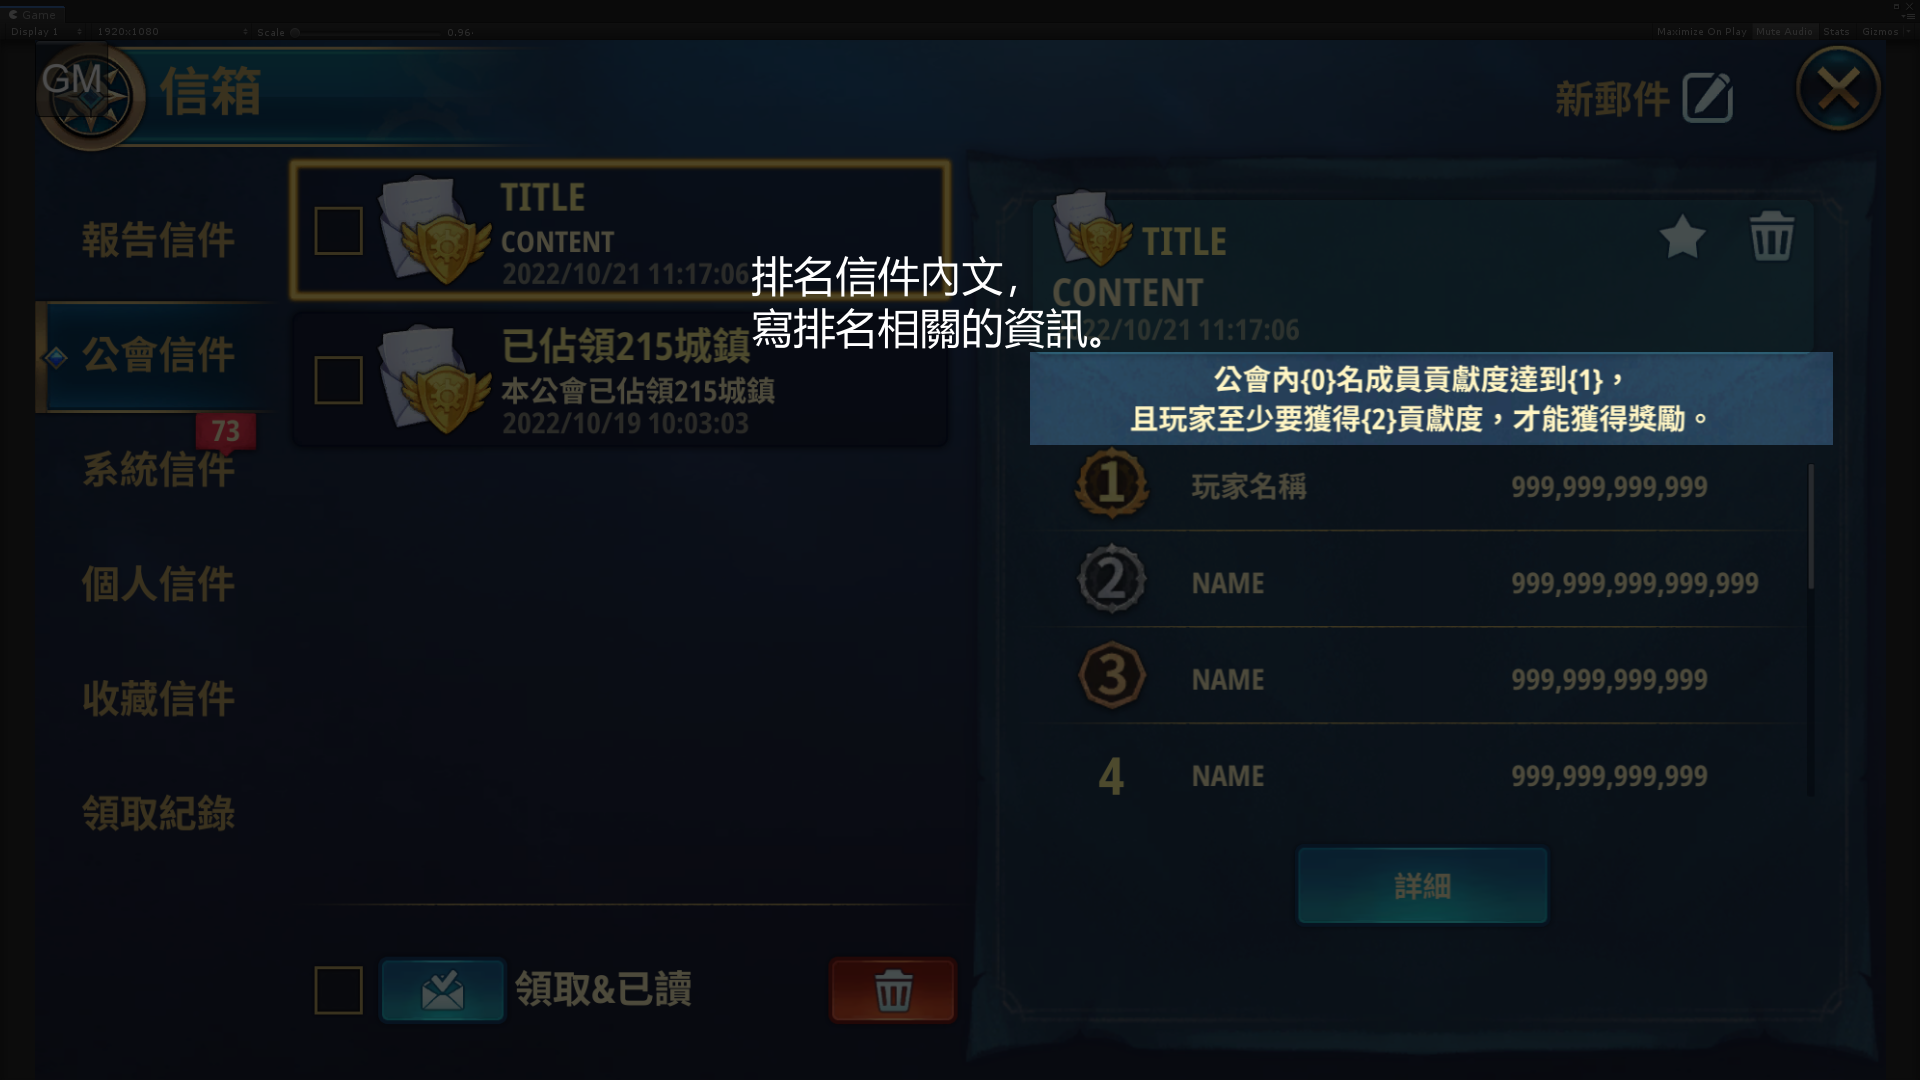 Game
Display 1
1920x1080
Scale
0.96
Maximize On Play
Mute Audio
Stats
Gizmos
GM
信箱
新郵件
報告信件
公會信件
73
系統信件
個人信件
收藏信件
領取紀錄
TITLE
CONTENT
2022/10/21 11:17:06
已佔領215城鎮
本公會已佔領215城鎮
2022/10/19 10:03:03
排名信件內文，
寫排名相關的資訊。
TITLE
CONTENT
22/10/21 11:17:06
公會內{0}名成員貢獻度達到{1}，
且玩家至少要獲得{2}貢獻度，才能獲得獎勵。
1 玩家名稱 999,999,999,999
2 NAME 999,999,999,999,999
3 NAME 999,999,999,999
4 NAME 999,999,999,999
詳細
領取&已讀